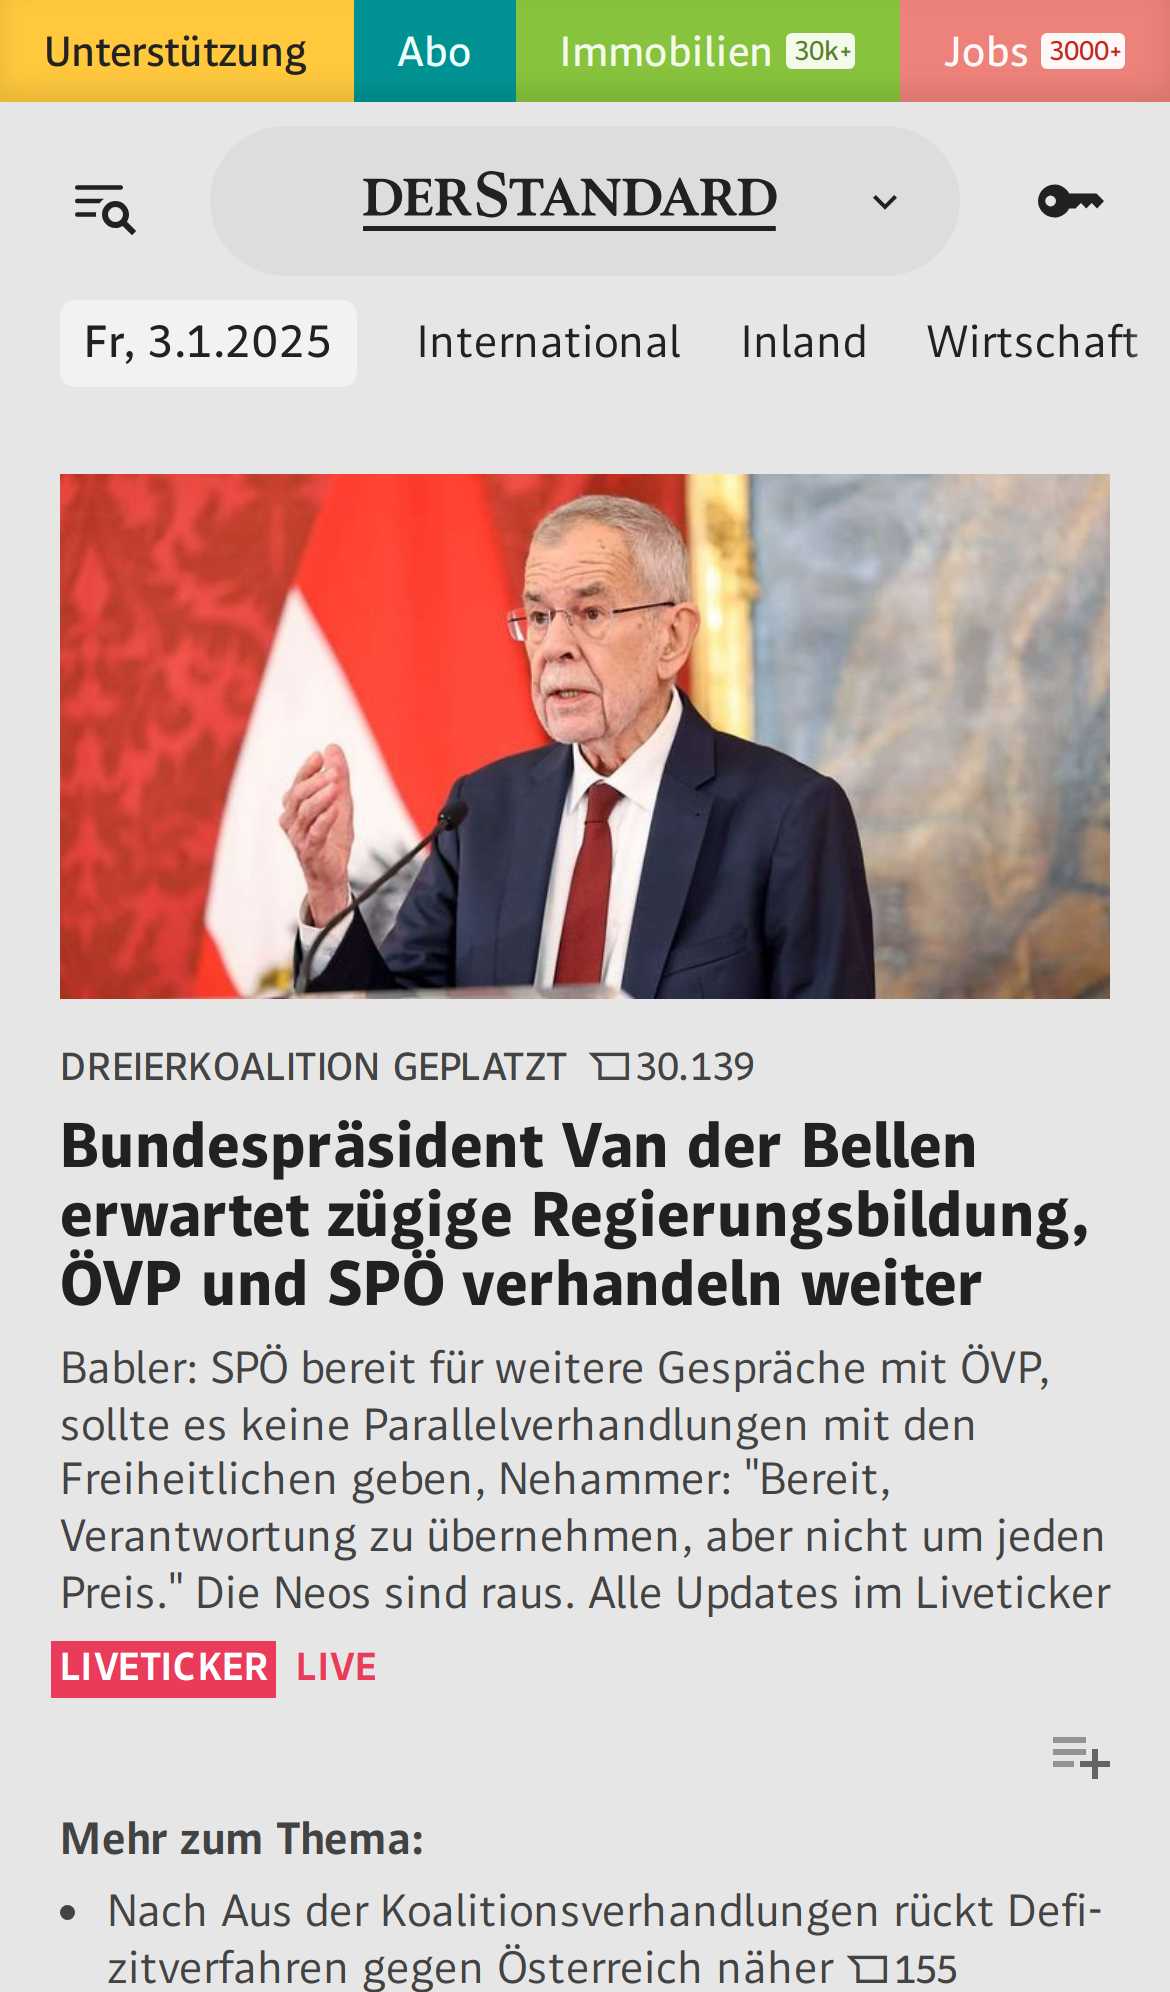 Unterstützung Abo Immobilien 30k+ Jobs 3000+
DERSTANDARD
Fr, 3.1.2025 International Inland Wirtschaft
DREIERKOALITION GEPLATZT 30.139
Bundespräsident Van der Bellen
erwartet zügige Regierungsbildung,
ÖVP und SPÖ verhandeln weiter
Babler: SPÖ bereit für weitere Gespräche mit ÖVP,
sollte es keine Parallelverhandlungen mit den
Freiheitlichen geben, Nehammer: "Bereit,
Verantwortung zu übernehmen, aber nicht um jeden
Preis." Die Neos sind raus. Alle Updates im Liveticker
LIVETICKER LIVE
Mehr zum Thema:
• Nach Aus der Koalitionsverhandlungen rückt Defi-
zitverfahren gegen Österreich näher 155